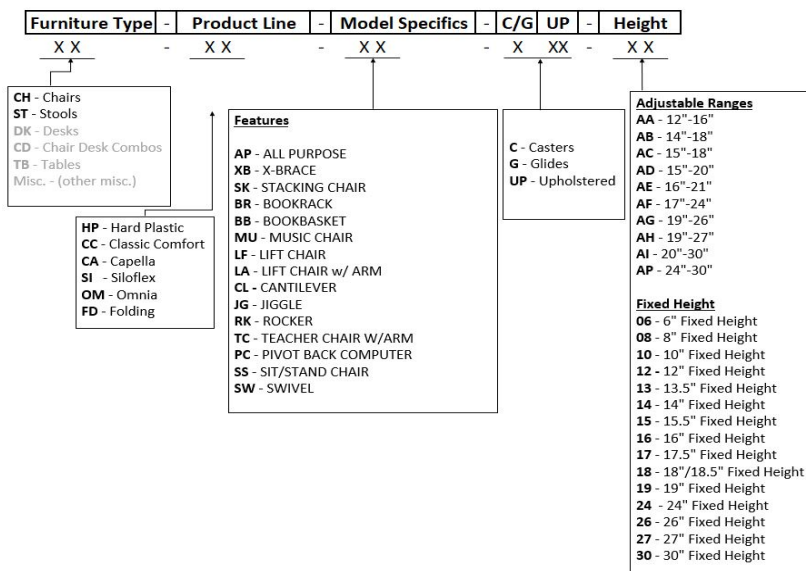 Furniture Type - Product Line - Model Specifics - C/G UP - Height
X X - X X - X X - X XX - X X
CH - Chairs
ST - Stools
DK - Desks
CD - Chair Desk Combos
TB - Tables
Misc. - (other misc.)
HP - Hard Plastic
CC - Classic Comfort
CA - Capella
SI - Siloflex
OM - Omnia
FD - Folding
Features
AP - ALL PURPOSE
XB - X-BRACE
SK - STACKING CHAIR
BR - BOOKRACK
BB - BOOKBASKET
MU - MUSIC CHAIR
LF - LIFT CHAIR
LA - LIFT CHAIR w/ ARM
CL - CANTILEVER
JG - JIGGLE
RK - ROCKER
TC - TEACHER CHAIR W/ARM
PC - PIVOT BACK COMPUTER
SS - SIT/STAND CHAIR
SW - SWIVEL
C - Casters
G - Glides
UP - Upholstered
Adjustable Ranges
AA - 12"-16"
AB - 14"-18"
AC - 15"-18"
AD - 15"-20"
AE - 16"-21"
AF - 17"-24"
AG - 19"-26"
AH - 19"-27"
AI - 20"-30"
AP - 24"-30"
Fixed Height
06 - 6" Fixed Height
08 - 8" Fixed Height
10 - 10" Fixed Height
12 - 12" Fixed Height
13 - 13.5" Fixed Height
14 - 14" Fixed Height
15 - 15.5" Fixed Height
16 - 16" Fixed Height
17 - 17.5" Fixed Height
18 - 18"/18.5" Fixed Height
19 - 19" Fixed Height
24 - 24" Fixed Height
26 - 26" Fixed Height
27 - 27" Fixed Height
30 - 30" Fixed Height